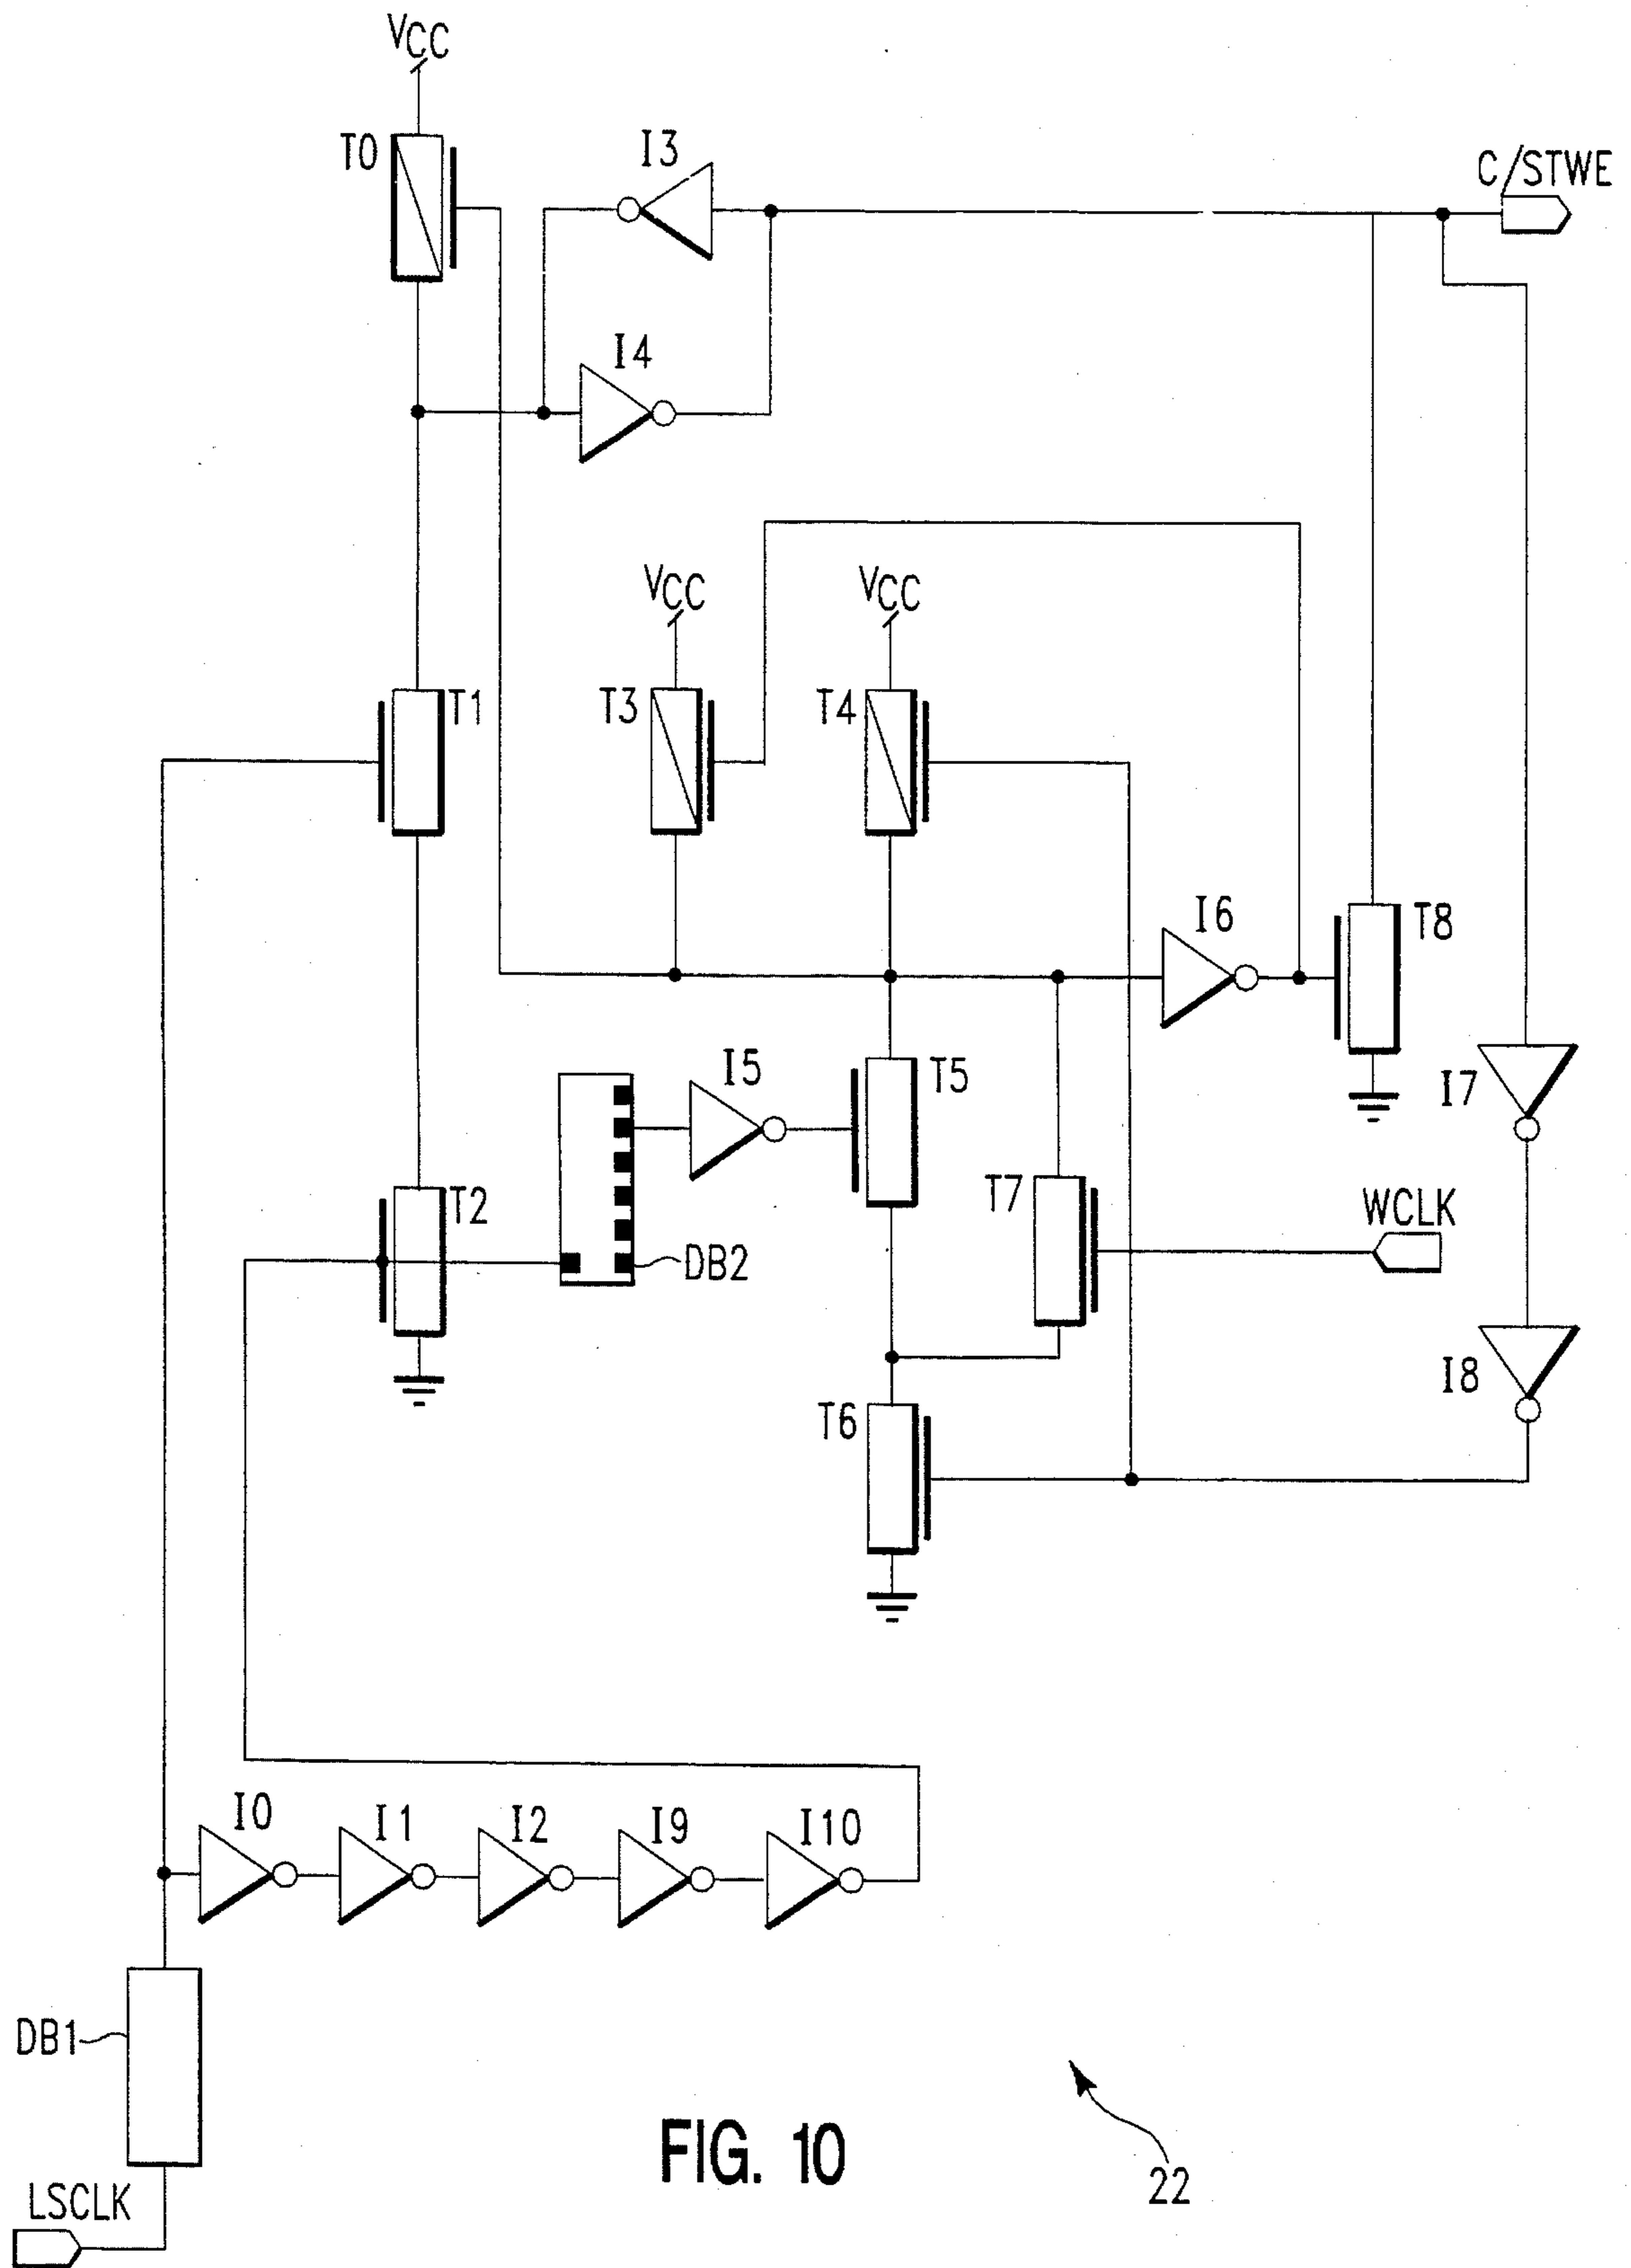 VCC
T0
I3
C/STWE
I4
VCC
VCC
T1
T3
T4
I6
T8
I5
T5
I7
T2
T7
WCLK
DB2
I8
T6
I0
I1
I2
I9
I10
DB1
FIG. 10
22
LSCLK